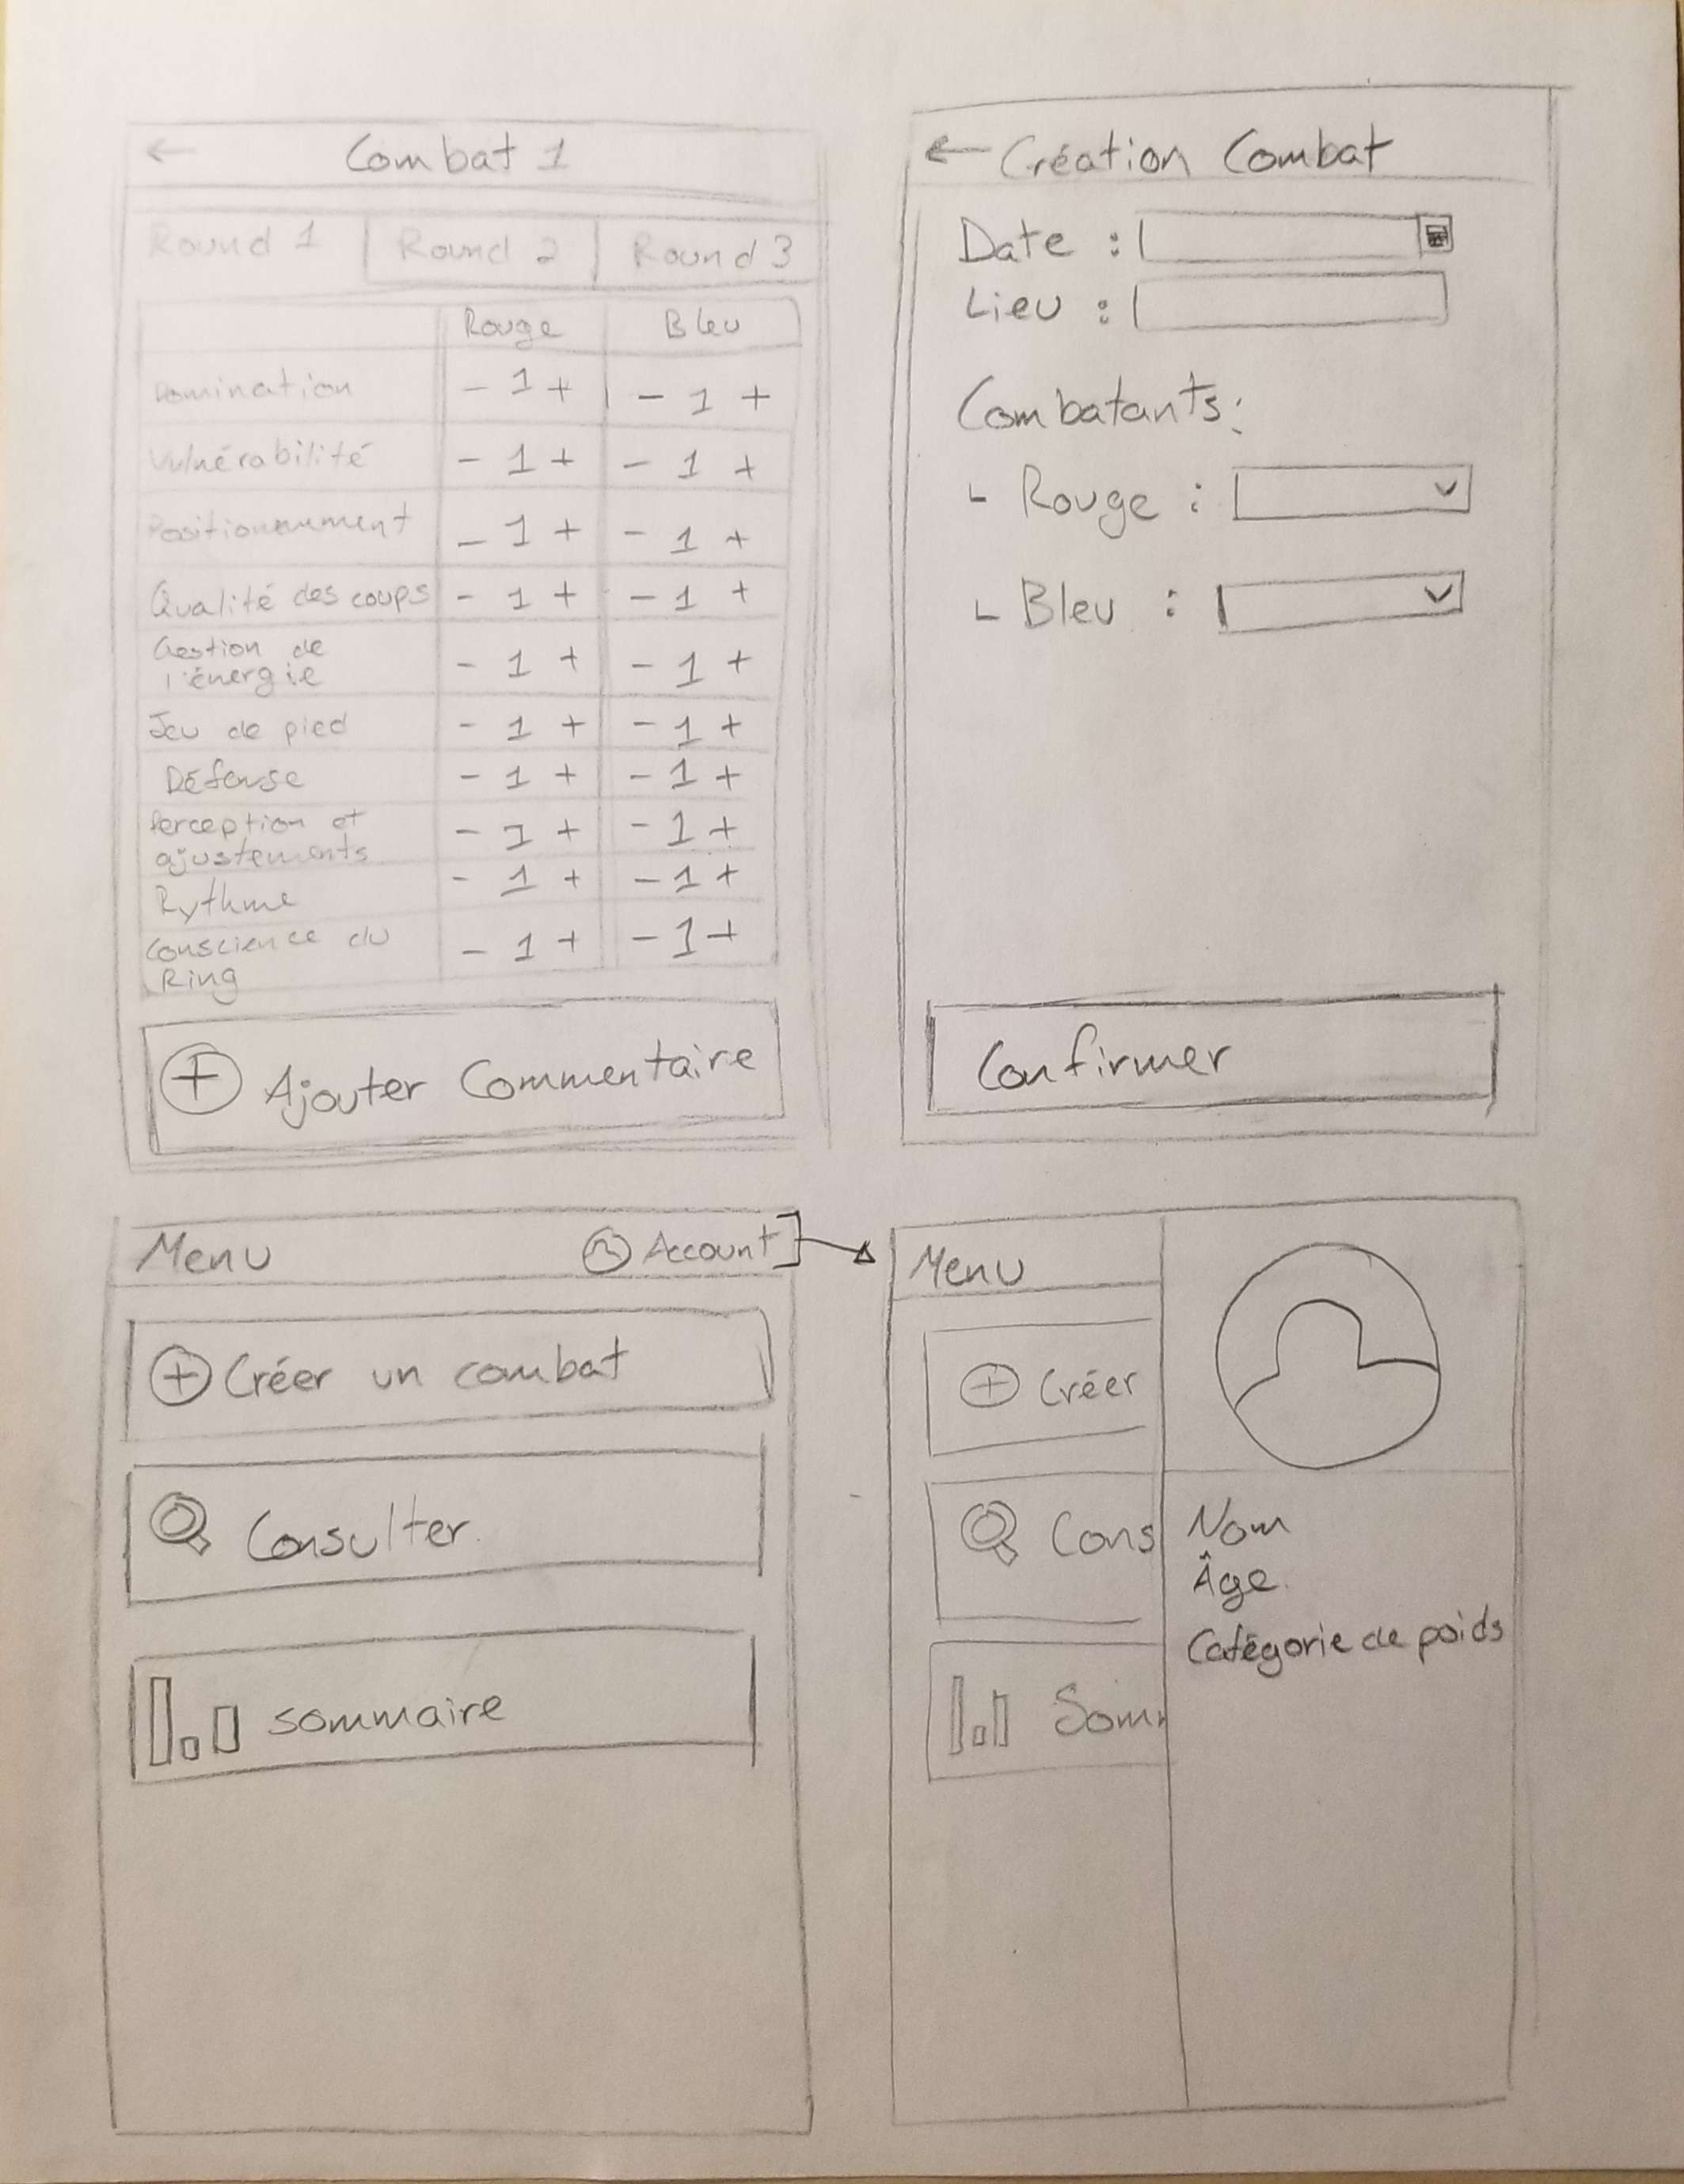 ← Combat 1
Round 1 Round 2 Round 3
Rouge Bleu
Domination - 1 + - 1 +
Vulnérabilité - 1 + - 1 +
Positionnement - 1 + - 1 +
Qualité des coups - 1 + - 1 +
Gestion de
l'énergie - 1 + - 1 +
Jeu de pied - 1 + - 1 +
Défense - 1 + - 1 +
Perception et
ajustements - 1 + - 1 +
Rythme - 1 + - 1 +
Conscience du
Ring - 1 + - 1 +
+ Ajouter Commentaire
← Création Combat
Date :
Lieu :
Combatants:
Rouge :
Bleu :
Confirmer
Menu Account
+ Créer un combat
Consulter
sommaire
Menu
+ Créer
Cons
Som
Nom
Âge
Catégorie de poids